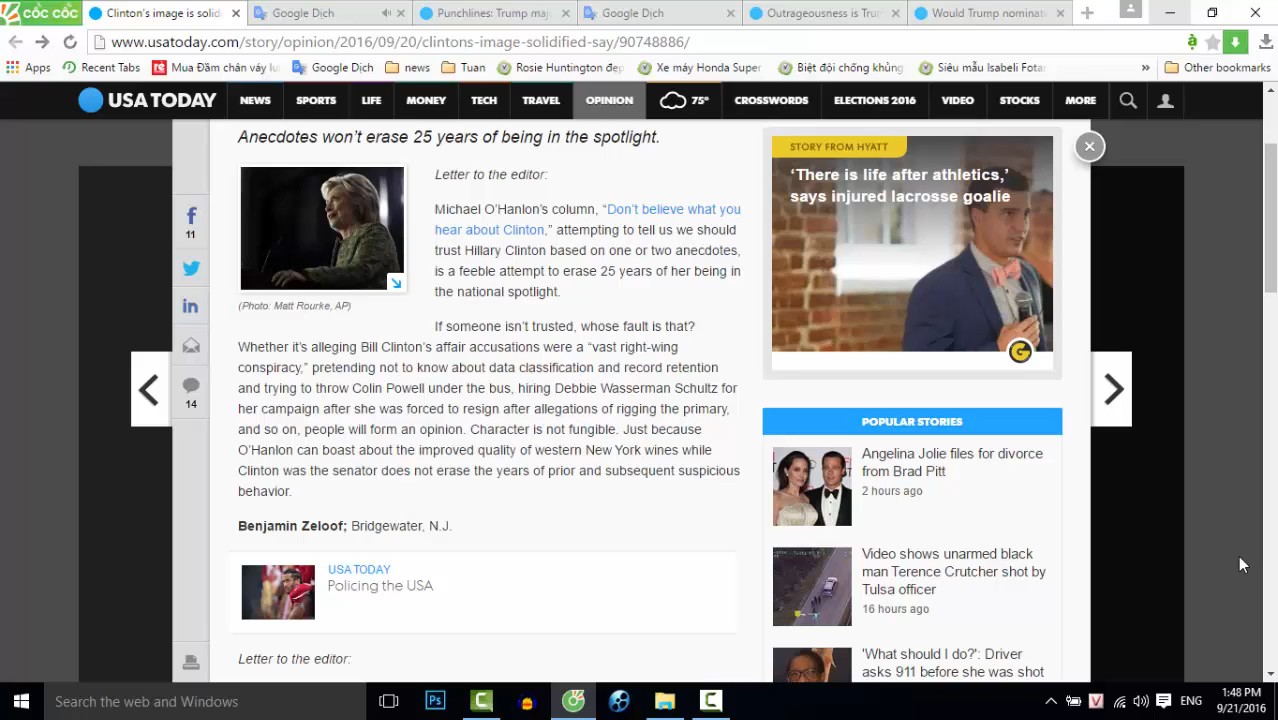 CỐC CỐC
Clinton's image is solid
Google Dịch
Punchlines: Trump maj
Google Dịch
Outrageousness is Tru
Would Trump nominat
www.usatoday.com/story/opinion/2016/09/20/clintons-image-solidified-say/90748886/
Apps
Recent Tabs
Mua Đầm chán váy lu
Google Dịch
news
Tuan
Rosie Huntington đẹp
Xe máy Honda Super
Biệt đội chống khủng
Siêu mẫu Isabeli Fotan
»
Other bookmarks
USA TODAY
NEWS
SPORTS
LIFE
MONEY
TECH
TRAVEL
OPINION
75°
CROSSWORDS
ELECTIONS 2016
VIDEO
STOCKS
MORE
Anecdotes won't erase 25 years of being in the spotlight.
(Photo: Matt Rourke, AP)
Letter to the editor:
Michael O'Hanlon's column, “Don't believe what you
hear about Clinton,” attempting to tell us we should
trust Hillary Clinton based on one or two anecdotes,
is a feeble attempt to erase 25 years of her being in
the national spotlight.
If someone isn't trusted, whose fault is that?
Whether it's alleging Bill Clinton's affair accusations were a “vast right-wing
conspiracy,” pretending not to know about data classification and record retention
and trying to throw Colin Powell under the bus, hiring Debbie Wasserman Schultz for
her campaign after she was forced to resign after allegations of rigging the primary,
and so on, people will form an opinion. Character is not fungible. Just because
O'Hanlon can boast about the improved quality of western New York wines while
Clinton was the senator does not erase the years of prior and subsequent suspicious
behavior.
Benjamin Zeloof; Bridgewater, N.J.
USA TODAY
Policing the USA
Letter to the editor:
11
14
STORY FROM HYATT
‘There is life after athletics,’
says injured lacrosse goalie
G
POPULAR STORIES
Angelina Jolie files for divorce
from Brad Pitt
2 hours ago
Video shows unarmed black
man Terence Crutcher shot by
Tulsa officer
16 hours ago
'What should I do?': Driver
asks 911 before she was shot
Search the web and Windows
Ps
ENG
1:48 PM
9/21/2016